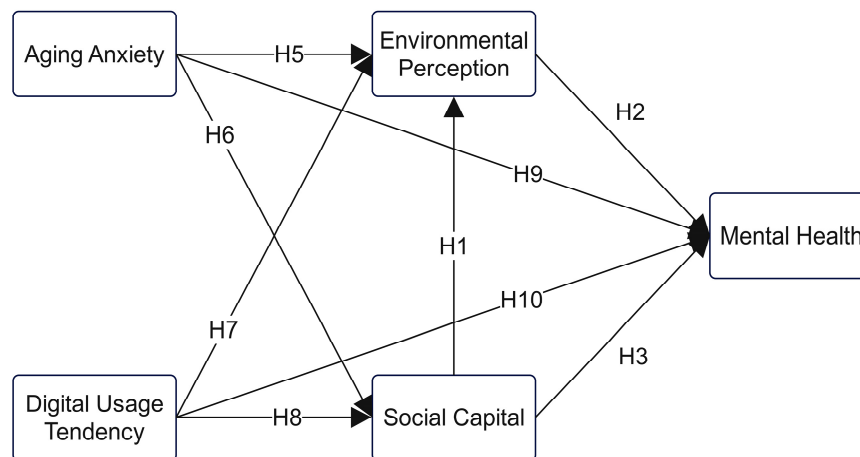 Aging Anxiety
H5
Environmental
Perception
H2
H6
H9
Mental Health
H1
H10
H7
H3
Digital Usage
Tendency
H8
Social Capital